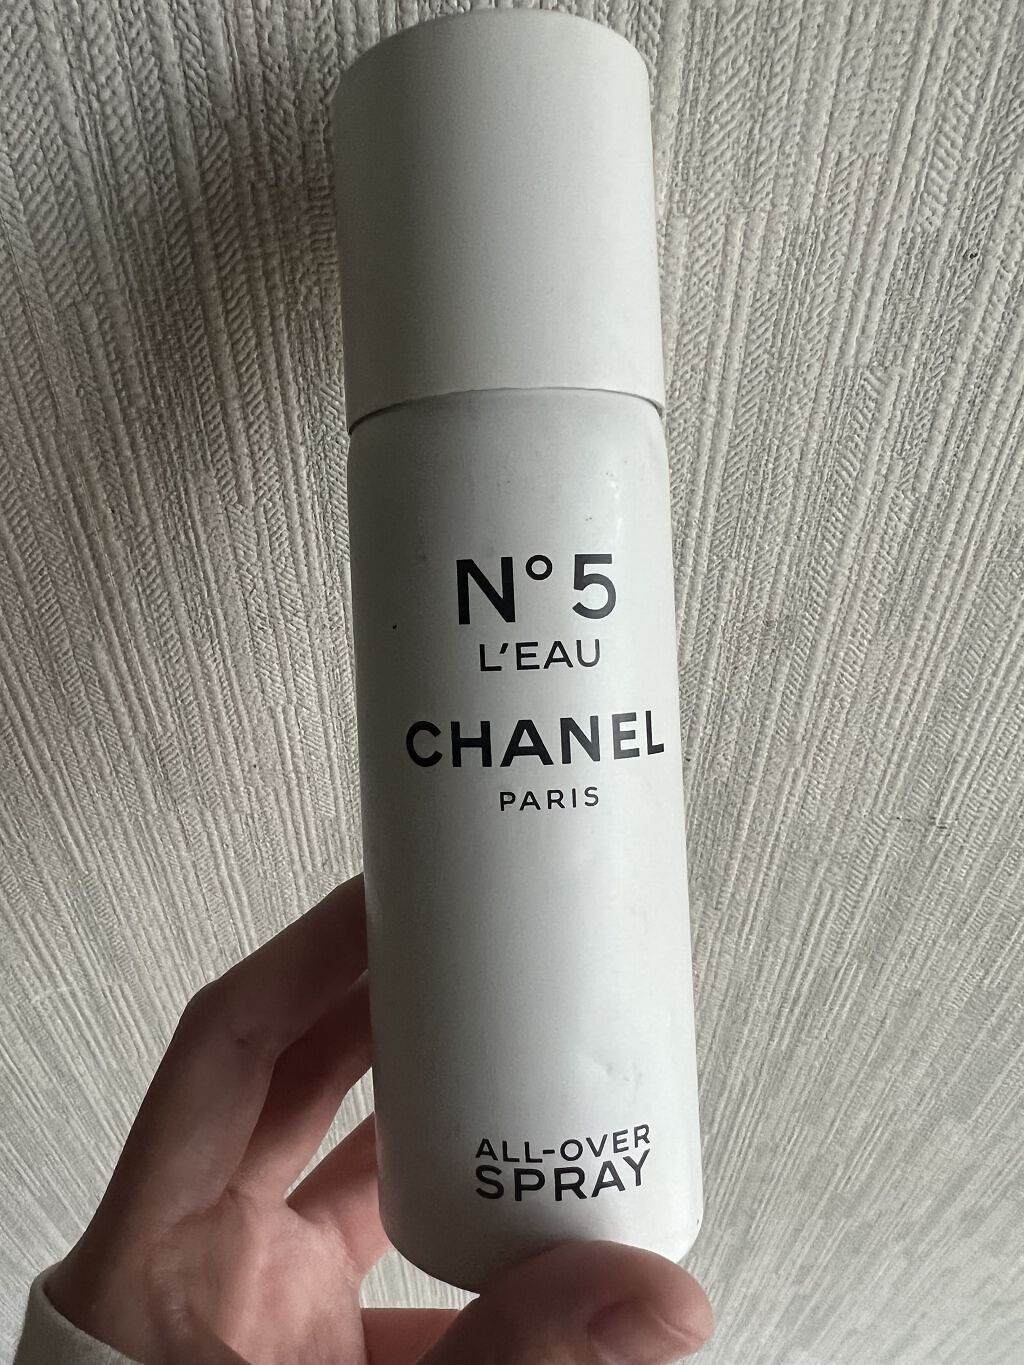 N°5
L'EAU
CHANEL
PARIS
ALL-OVER
SPRAY